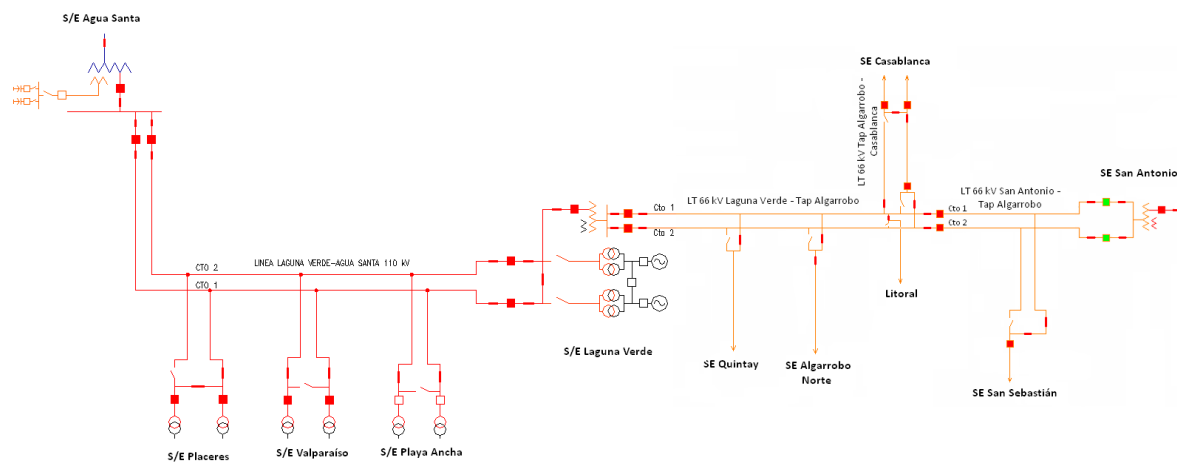 S/E Agua Santa
SE Casablanca
LT 66 kV Tap Algarrobo -
Casablanca
SE San Antonio
Cto 1
LT 66 kV Laguna Verde - Tap Algarrobo
Cto 2
Cto 1
LT 66 kV San Antonio -
Tap Algarrobo
Cto 2
CTO 2
LINEA LAGUNA VERDE-AGUA SANTA 110 kV
CTO 1
Litoral
S/E Laguna Verde
SE Quintay
SE Algarrobo
Norte
SE San Sebastián
S/E Placeres
S/E Valparaíso
S/E Playa Ancha